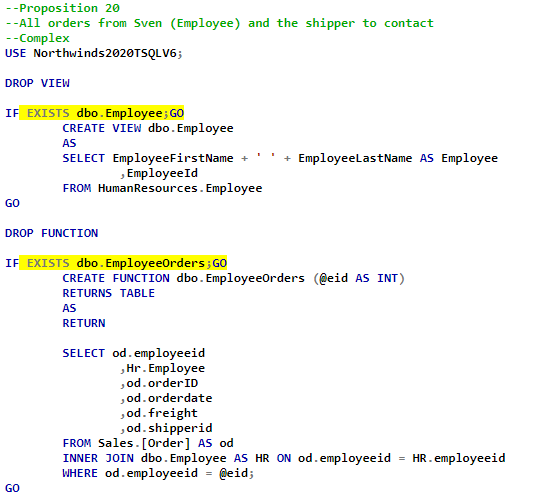 --Proposition 20
--All orders from Sven (Employee) and the shipper to contact
--Complex
USE Northwinds2020TSQLV6;
DROP VIEW
IF EXISTS dbo.Employee;GO
CREATE VIEW dbo.Employee
AS
SELECT EmployeeFirstName + ' ' + EmployeeLastName AS Employee
,EmployeeId
FROM HumanResources.Employee
GO
DROP FUNCTION
IF EXISTS dbo.EmployeeOrders;GO
CREATE FUNCTION dbo.EmployeeOrders (@eid AS INT)
RETURNS TABLE
AS
RETURN
SELECT od.employeeid
,Hr.Employee
,od.orderID
,od.orderdate
,od.freight
,od.shipperid
FROM Sales.[Order] AS od
INNER JOIN dbo.Employee AS HR ON od.employeeid = HR.employeeid
WHERE od.employeeid = @eid;
GO